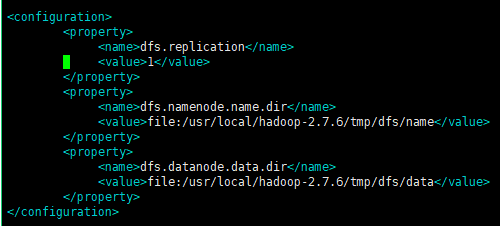 <configuration>
<property>
<name>dfs.replication</name>
<value>1</value>
</property>
<property>
<name>dfs.namenode.name.dir</name>
<value>file:/usr/local/hadoop-2.7.6/tmp/dfs/name</value>
</property>
<property>
<name>dfs.datanode.data.dir</name>
<value>file:/usr/local/hadoop-2.7.6/tmp/dfs/data</value>
</property>
</configuration>